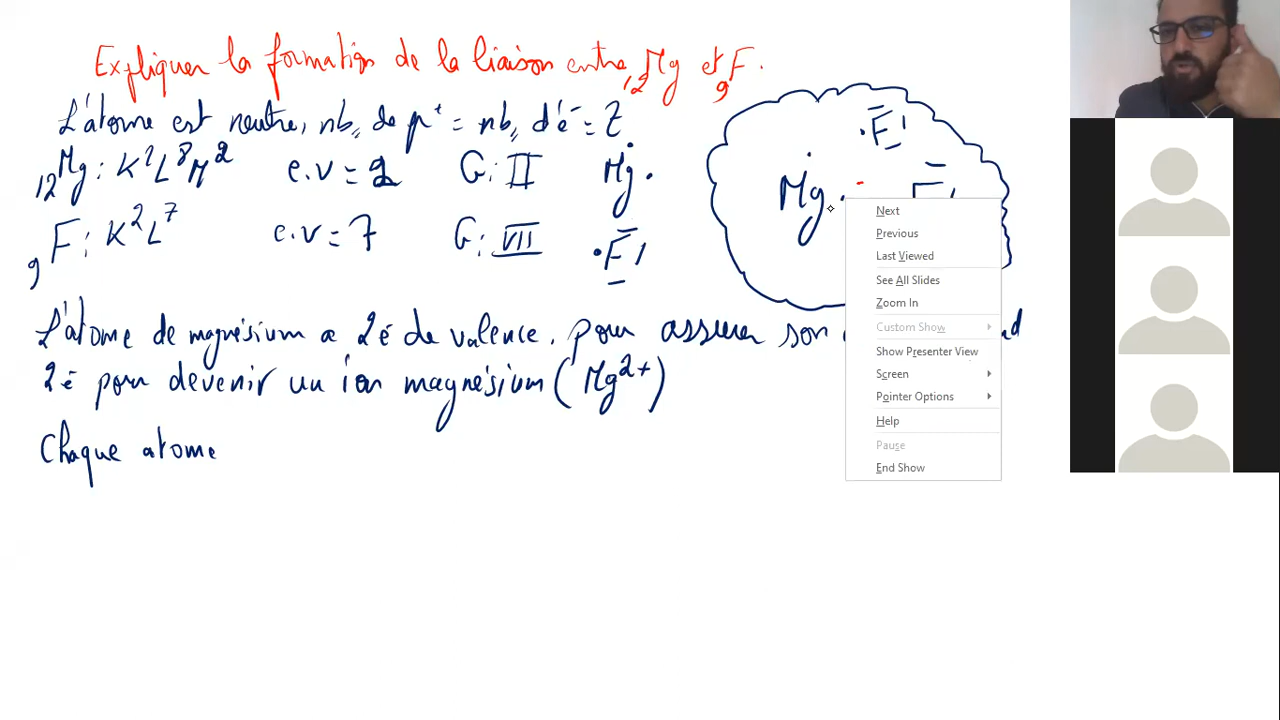 Expliquer la formation de la liaison entre ₁₂Mg et ₉F.
L'atome est neutre, nb. de p⁺ = nb. d'é = Z
₁₂Mg : K²L⁸M² e.v = 2 G : II Mg
₉F : K²L⁷ e.v = 7 G : VII F
F
Mg F
L'atome de magnésium a 2é de valence. pour assurer son d
2é pour devenir un ion magnésium (Mg²⁺)
Chaque atome
Next
Previous
Last Viewed
See All Slides
Zoom In
Custom Show
Show Presenter View
Screen
Pointer Options
Help
Pause
End Show